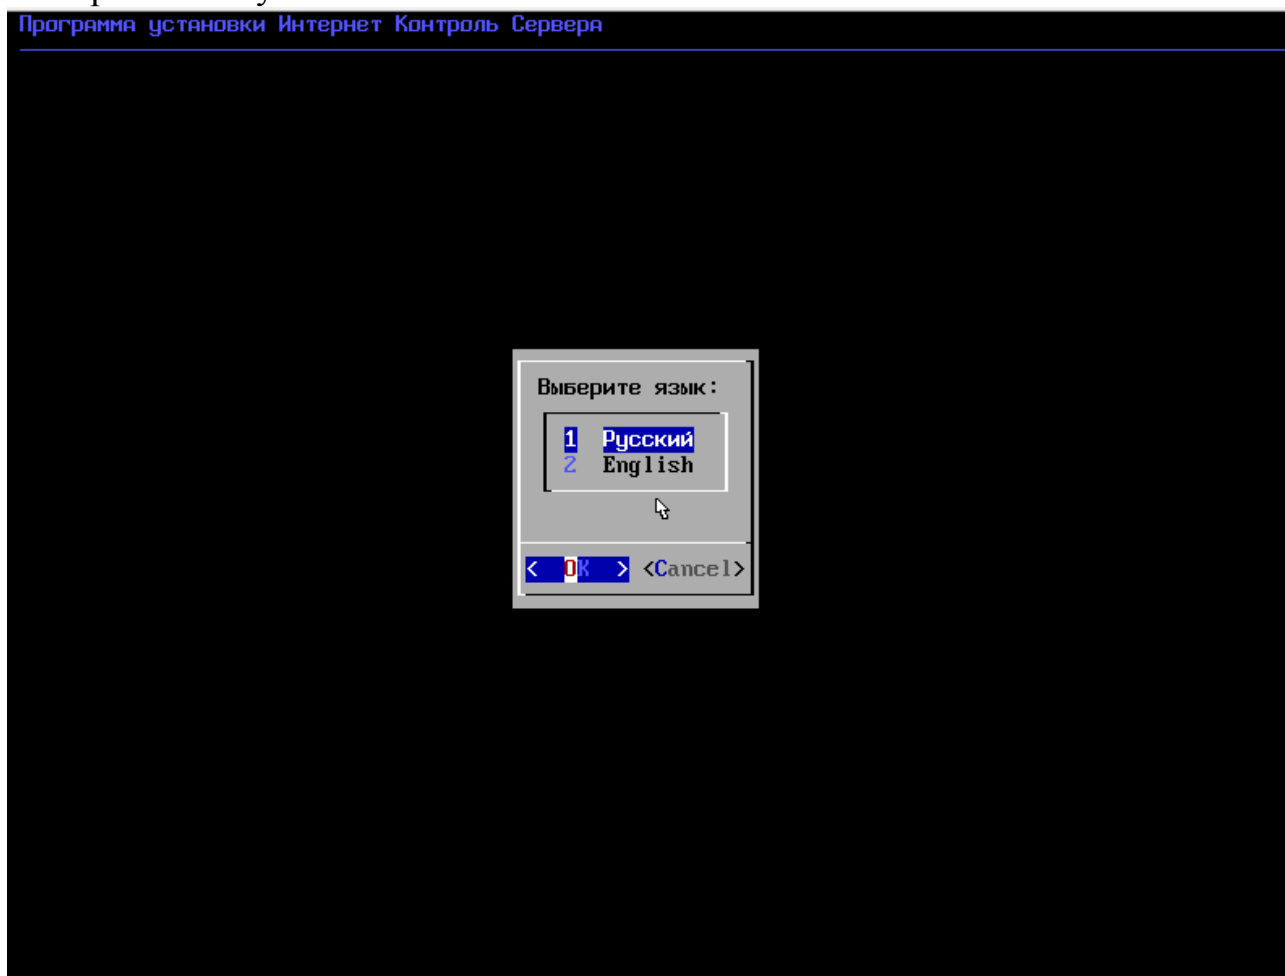 Программа установки Интернет Контроль Сервера
Выберите язык:
1 Русский
2 English
< OK > <Cancel>